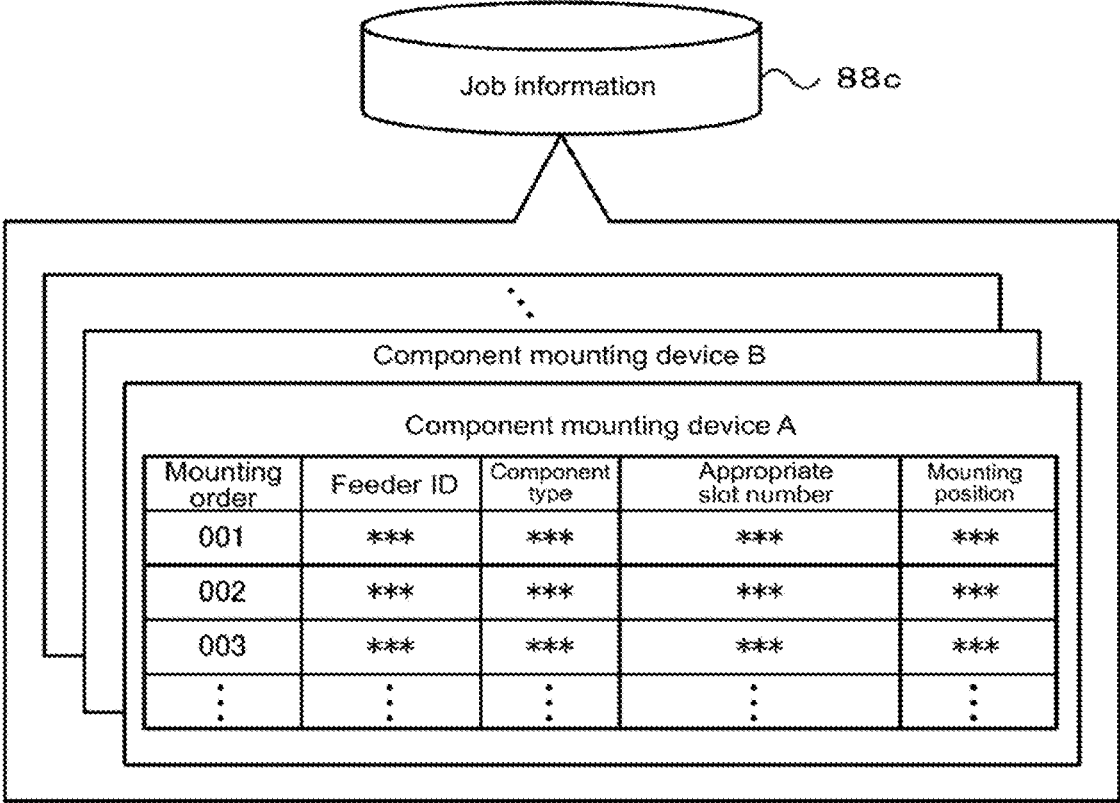 Job information
88c
Component mounting device B
Component mounting device A
Mounting order Feeder ID Component type Appropriate slot number Mounting position
001 *** *** *** ***
002 *** *** *** ***
003 *** *** *** ***